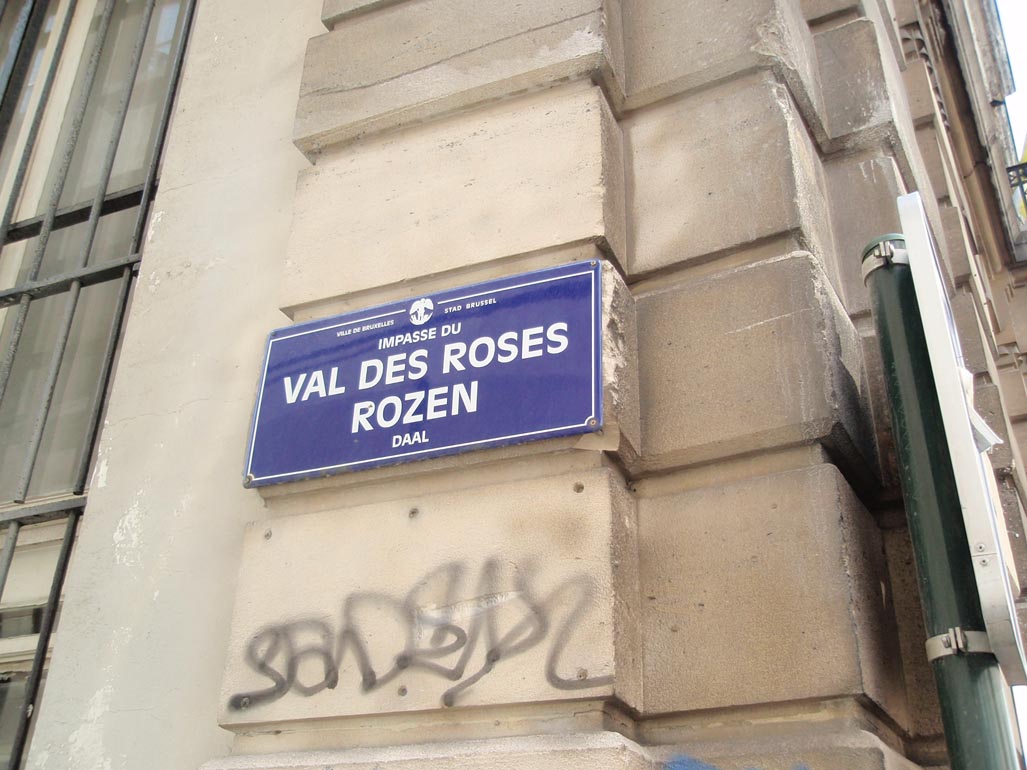 VILLE DE BRUXELLES STAD BRUSSEL
IMPASSE DU
VAL DES ROSES
ROZEN
DAAL